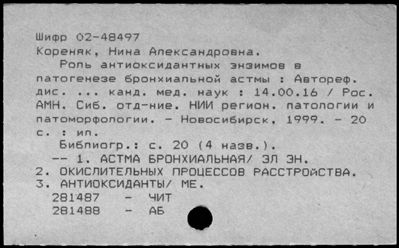 Шифр 02-48497
Кореняк, Нина Александровна.
Роль антиоксидантных энзимов в
патогенезе бронхиальной астмы : Автореф.
дис. ... канд. мед. наук : 14.00.16 / Рос.
АМН. Сиб. отд-ние. НИИ регион. патологии и
патоморфологии. - Новосибирск, 1999. - 20
с. : ил.
Библиогр.: с. 20 (4 назв.).
-- 1. АСТМА БРОНХИАЛЬНАЯ/ ЭЛ ЭН.
2. ОКИСЛИТЕЛЬНЫХ ПРОЦЕССОВ РАССТРОЙСТВА.
3. АНТИОКСИДАНТЫ/ МЕ.
281487 - ЧИТ
281488 - АБ